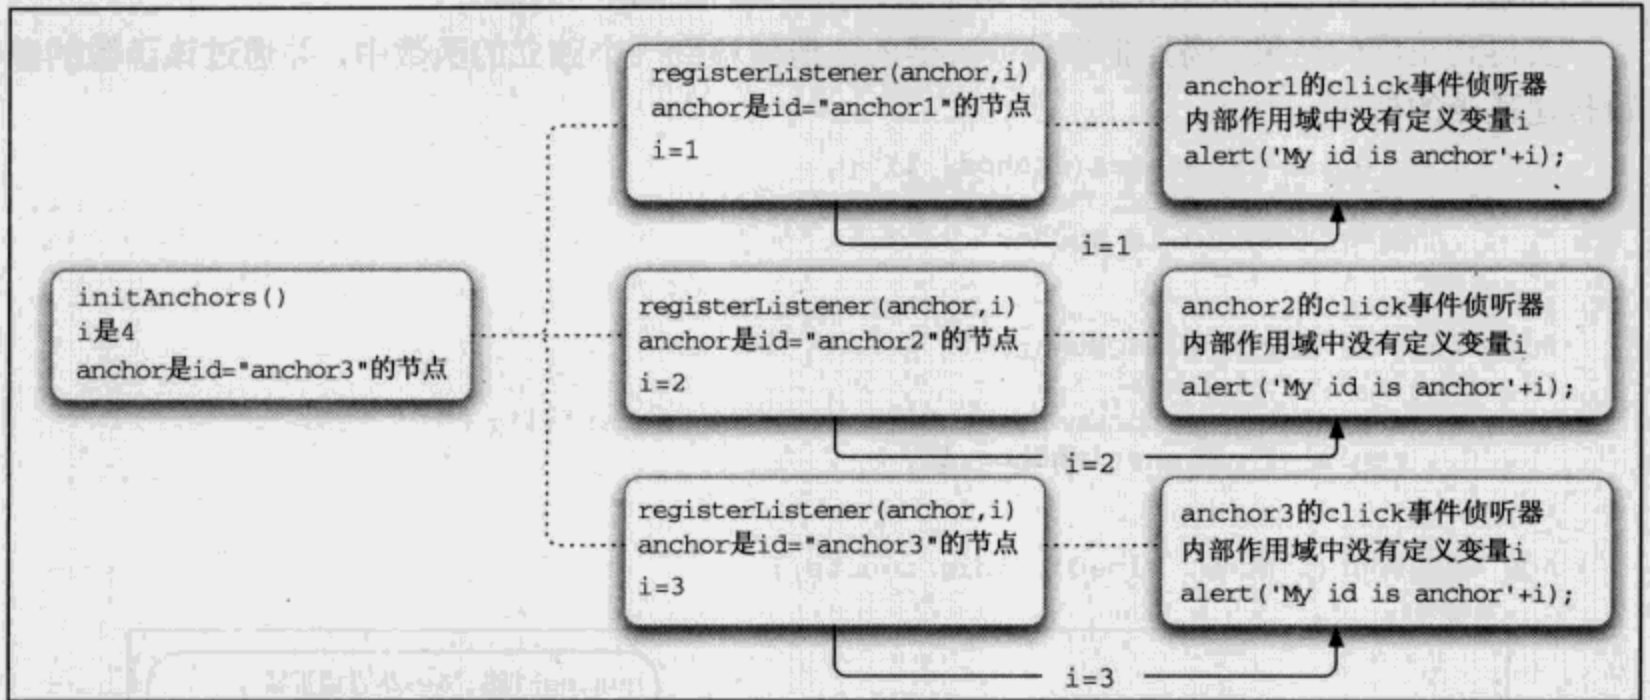 registerListener(anchor,i)
anchor是id="anchor1"的节点
i=1
anchor1的click事件侦听器
内部作用域中没有定义变量i
alert('My id is anchor'+i);
i=1
initAnchors()
i是4
anchor是id="anchor3"的节点
registerListener(anchor,i)
anchor是id="anchor2"的节点
i=2
anchor2的click事件侦听器
内部作用域中没有定义变量i
alert('My id is anchor'+i);
i=2
registerListener(anchor,i)
anchor是id="anchor3"的节点
i=3
anchor3的click事件侦听器
内部作用域中没有定义变量i
alert('My id is anchor'+i);
i=3